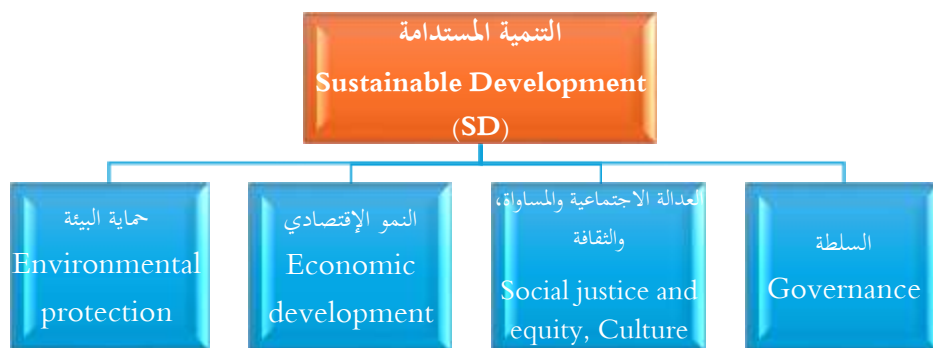 التنمية المستدامة
Sustainable Development
(SD)
حماية البيئة
Environmental
protection
النمو الإقتصادي
Economic
development
العدالة الاجتماعية والمساواة،
والثقافة
Social justice and
equity, Culture
السلطة
Governance